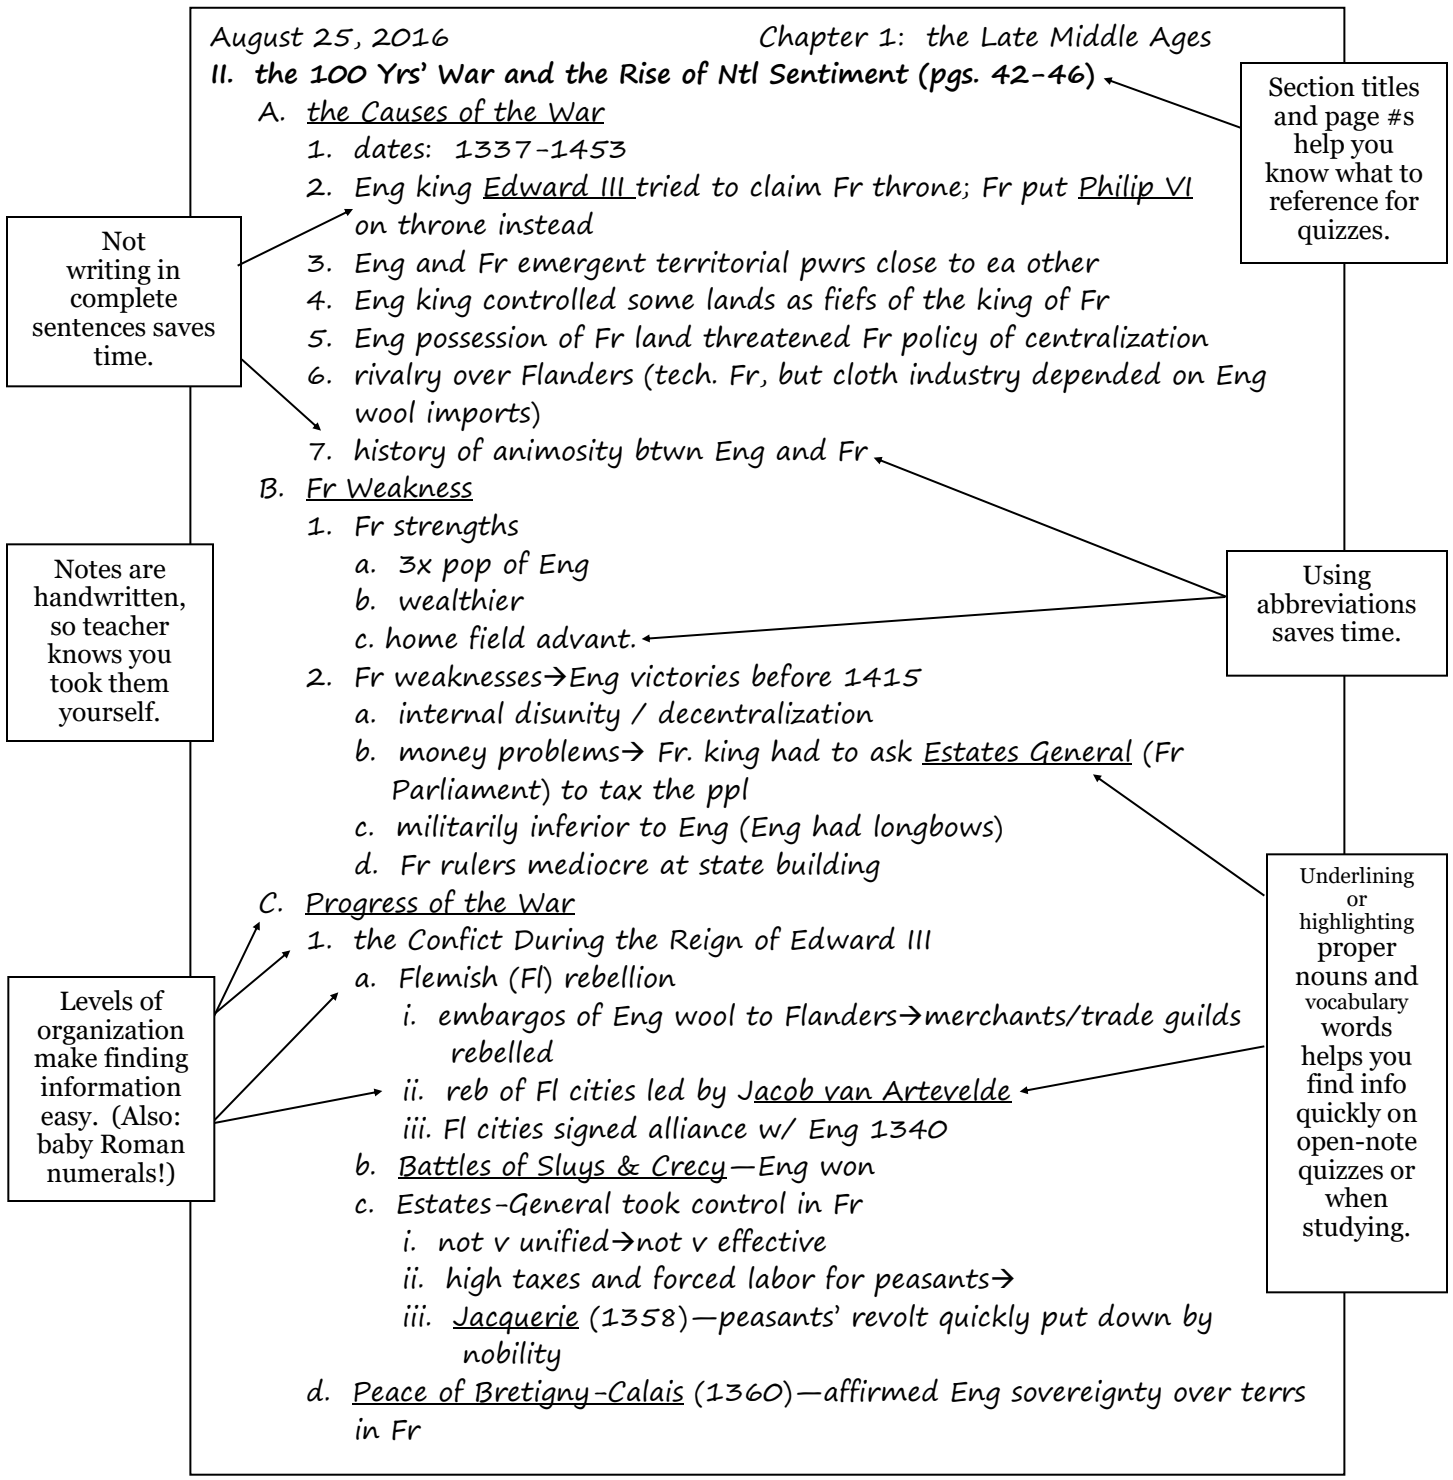 August 25, 2016 Chapter 1: the Late Middle Ages
II. the 100 Yrs' War and the Rise of Ntl Sentiment (pgs. 42-46)
A. the Causes of the War
1. dates: 1337-1453
2. Eng king Edward III tried to claim Fr throne; Fr put Philip VI
on throne instead
3. Eng and Fr emergent territorial pwrs close to ea other
4. Eng king controlled some lands as fiefs of the king of Fr
5. Eng possession of Fr land threatened Fr policy of centralization
6. rivalry over Flanders (tech. Fr, but cloth industry depended on Eng
wool imports)
7. history of animosity btwn Eng and Fr
B. Fr Weakness
1. Fr strengths
a. 3x pop of Eng
b. wealthier
c. home field advant.
2. Fr weaknesses→Eng victories before 1415
a. internal disunity / decentralization
b. money problems→ Fr. king had to ask Estates General (Fr
Parliament) to tax the ppl
c. militarily inferior to Eng (Eng had longbows)
d. Fr rulers mediocre at state building
C. Progress of the War
1. the Confict During the Reign of Edward III
a. Flemish (Fl) rebellion
i. embargos of Eng wool to Flanders→merchants/trade guilds
rebelled
ii. reb of Fl cities led by Jacob van Artevelde
iii. Fl cities signed alliance w/ Eng 1340
b. Battles of Sluys & Crecy—Eng won
c. Estates-General took control in Fr
i. not v unified→not v effective
ii. high taxes and forced labor for peasants→
iii. Jacquerie (1358)—peasants' revolt quickly put down by
nobility
d. Peace of Bretigny-Calais (1360)—affirmed Eng sovereignty over terrs
in Fr
Not
writing in
complete
sentences saves
time.
Notes are
handwritten,
so teacher
knows you
took them
yourself.
Levels of
organization
make finding
information
easy. (Also:
baby Roman
numerals!)
Section titles
and page #s
help you
know what to
reference for
quizzes.
Using
abbreviations
saves time.
Underlining
or
highlighting
proper
nouns and
vocabulary
words
helps you
find info
quickly on
open-note
quizzes or
when
studying.